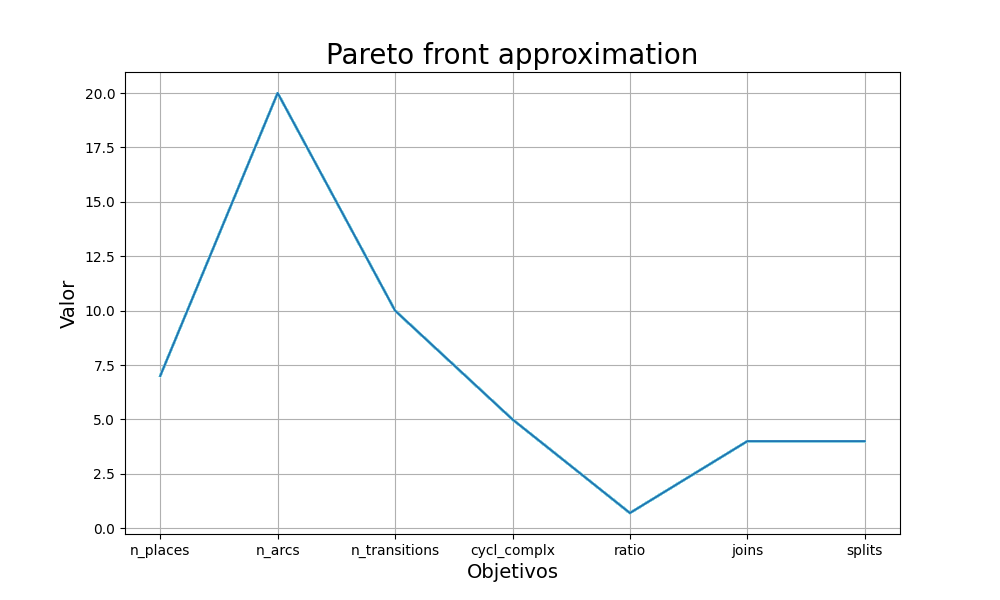 Pareto front approximation
Valor
20.0
17.5
15.0
12.5
10.0
7.5
5.0
2.5
0.0
n_places n_arcs n_transitions cycl_complx ratio joins splits
Objetivos